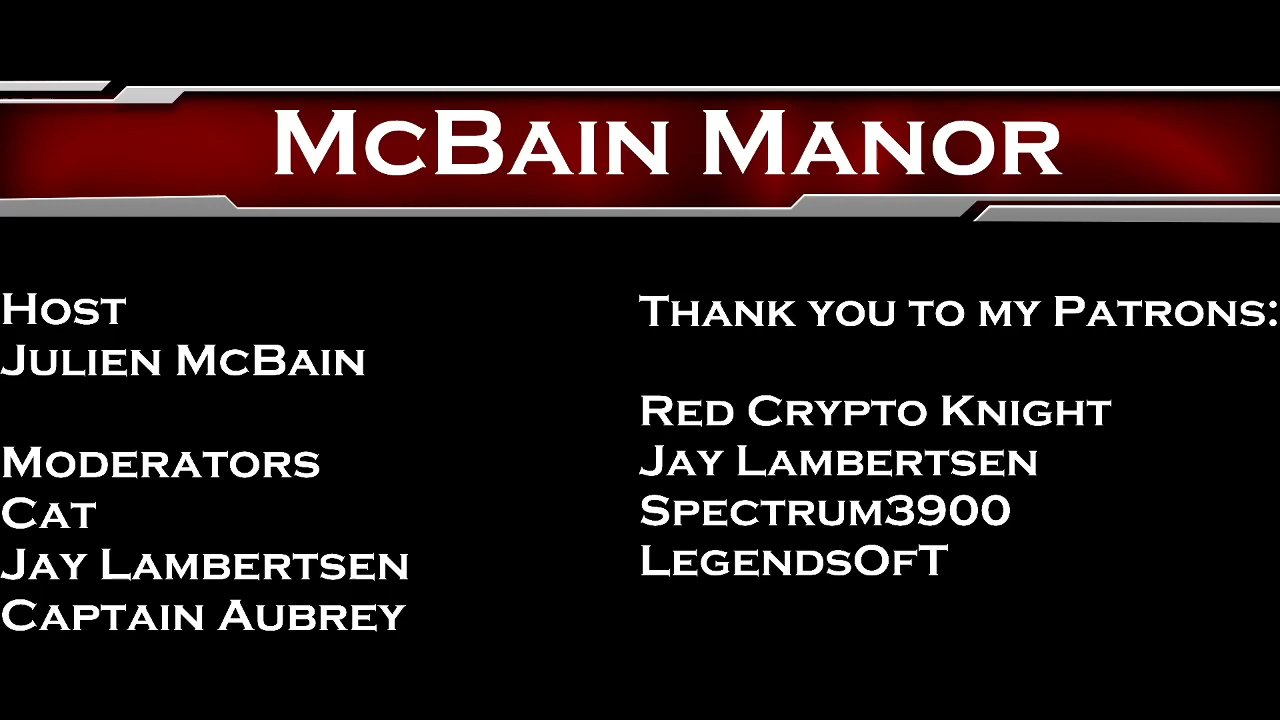 McBain Manor
Host
Julien McBain
Moderators
Cat
Jay Lambertsen
Captain Aubrey
Thank you to my Patrons:
Red Crypto Knight
Jay Lambertsen
Spectrum3900
LegendsOfT